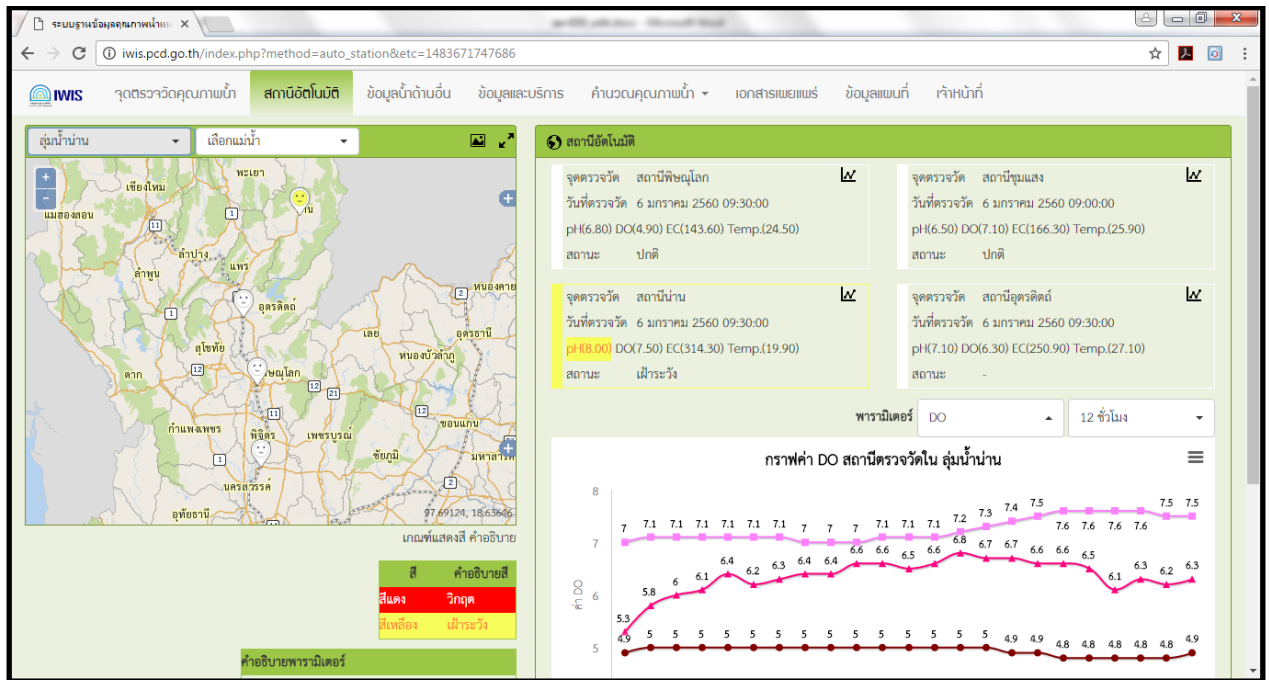 ระบบฐานข้อมูลคุณภาพน้ำแห
iwis.pcd.go.th/index.php?method=auto_station&etc=1483671747686
IWIS จุดตรวจวัดคุณภาพน้ำ สถานีอัตโนมัติ ข้อมูลน้ำด้านอื่น ข้อมูลและบริการ คำนวณคุณภาพน้ำ เอกสารเผยแพร่ ข้อมูลแผนที่ เจ้าหน้าที่
ลุ่มน้ำน่าน เลือกแม่น้ำ
สถานีอัตโนมัติ
จุดตรวจวัด สถานีพิษณุโลก
วันที่ตรวจวัด 6 มกราคม 2560 09:30:00
pH(6.80) DO(4.90) EC(143.60) Temp.(24.50)
สถานะ ปกติ
จุดตรวจวัด สถานีชุมแสง
วันที่ตรวจวัด 6 มกราคม 2560 09:00:00
pH(6.50) DO(7.10) EC(166.30) Temp.(25.90)
สถานะ ปกติ
จุดตรวจวัด สถานีน่าน
วันที่ตรวจวัด 6 มกราคม 2560 09:30:00
pH(8.00) DO(7.50) EC(314.30) Temp.(19.90)
สถานะ เฝ้าระวัง
จุดตรวจวัด สถานีอุตรดิตถ์
วันที่ตรวจวัด 6 มกราคม 2560 09:30:00
pH(7.10) DO(6.30) EC(250.90) Temp.(27.10)
สถานะ -
พะเยา
เชียงใหม่
แม่ฮ่องสอน
1
11
ลำปาง
แพร่
ลำพูน
หนองคาย
2
1
อุตรดิตถ์
เลย
อุดรธานี
สุโขทัย
หนองบัวลำภู
ตาก
12
12
21
11
12
กำแพงเพชร
พิจิตร
เพชรบูรณ์
ขอนแก่น
1
ชัยภูมิ
2
นครสวรรค์
อุทัยธานี
97.69124, 18.63646
เกณฑ์แสดงสี คำอธิบาย
สี คำอธิบายสี
สีแดง วิกฤต
สีเหลือง เฝ้าระวัง
คำอธิบายพารามิเตอร์
พารามิเตอร์ DO 12 ชั่วโมง
กราฟค่า DO สถานีตรวจวัดใน ลุ่มน้ำน่าน
ค่า DO
8
7
6
5
7 7.1 7.1 7.1 7.1 7.1 7.1 7 7 7 7.1 7.1 7.1 7.2 7.3 7.4 7.5 7.6 7.6 7.6 7.6 7.5 7.5
5.3 5.8 6 6.1 6.4 6.2 6.3 6.4 6.4 6.6 6.6 6.5 6.6 6.8 6.7 6.7 6.6 6.6 6.5 6.1 6.3 6.2 6.3
4.9 5 5 5 5 5 5 5 5 5 5 5 5 5 5 4.9 4.9 4.8 4.8 4.8 4.8 4.8 4.9